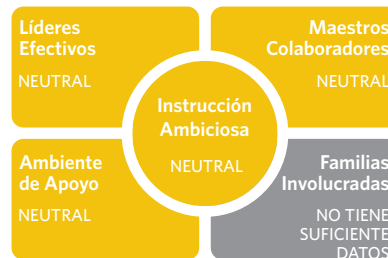 Líderes
Efectivos
NEUTRAL
Maestros
Colaboradores
NEUTRAL
Instrucción
Ambiciosa
NEUTRAL
Ambiente
de Apoyo
NEUTRAL
Familias
Involucradas
NO TIENE
SUFICIENTE
DATOS